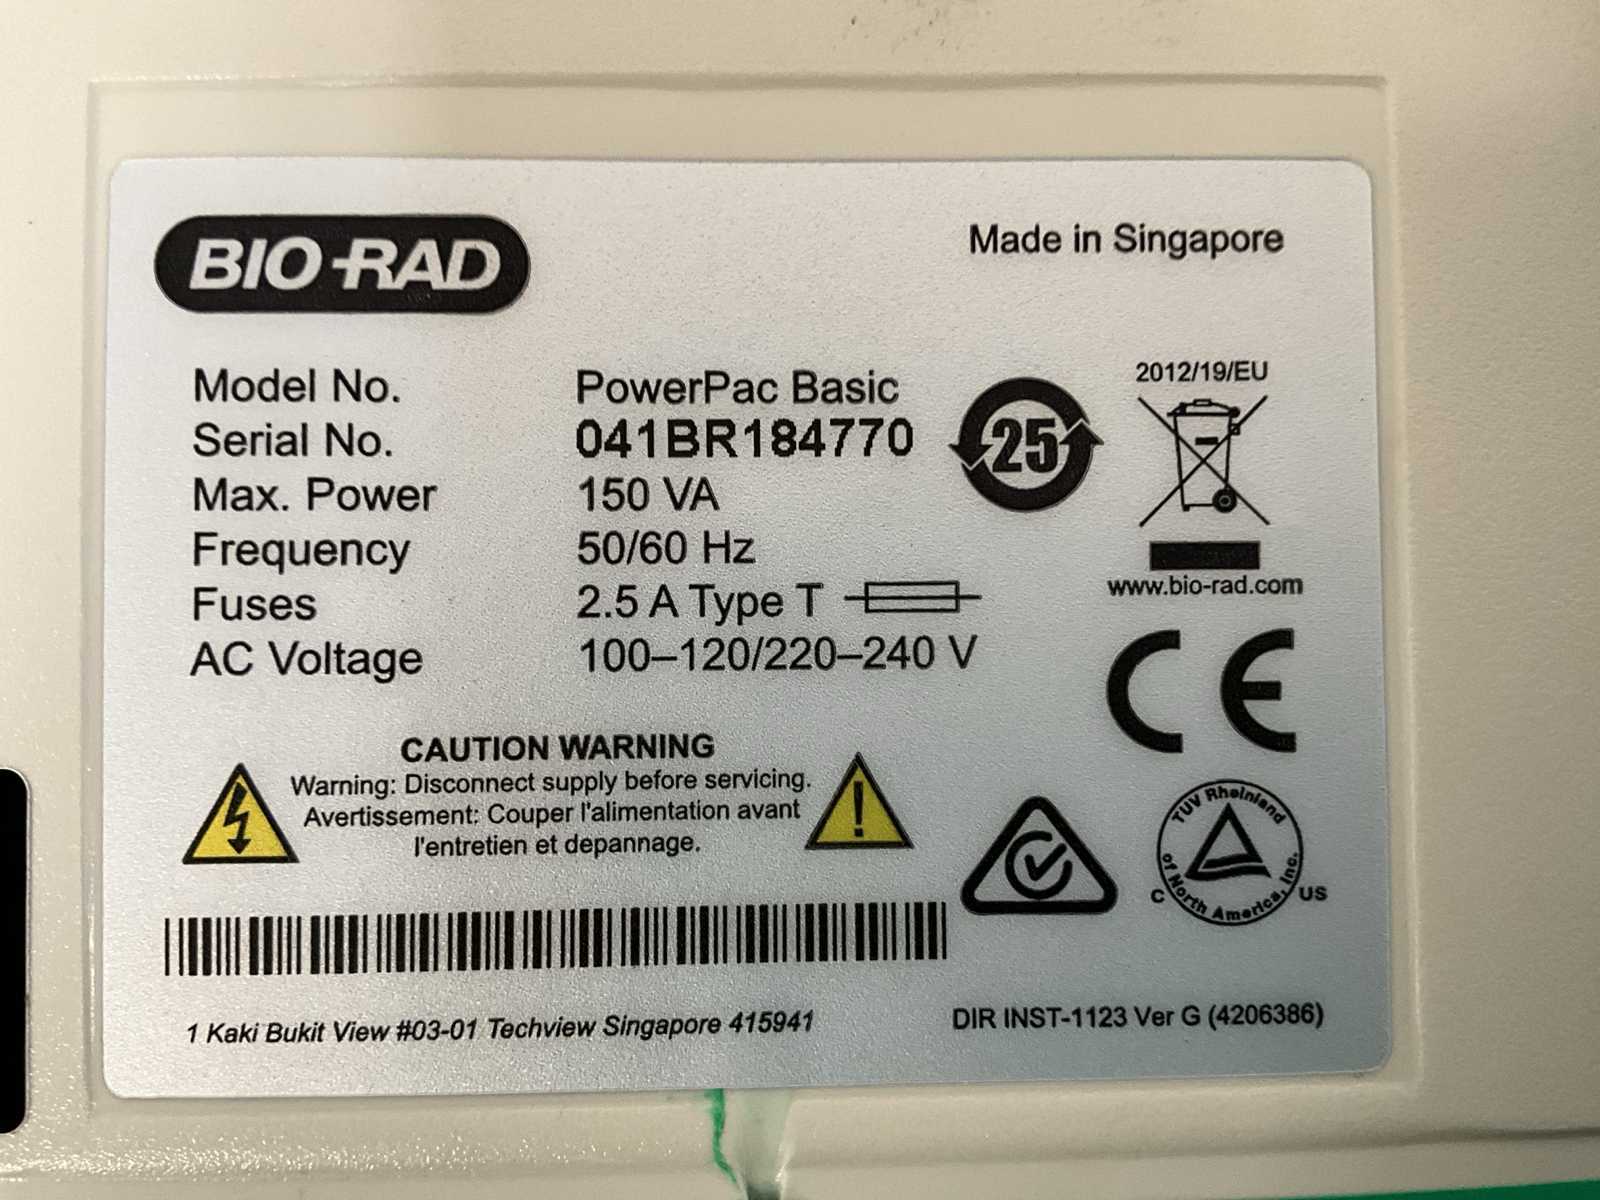 BIO-RAD
Made in Singapore
Model No. PowerPac Basic
Serial No. 041BR184770
Max. Power 150 VA
Frequency 50/60 Hz
Fuses 2.5 A Type T
AC Voltage 100–120/220–240 V
25
2012/19/EU
www.bio-rad.com
CE
CAUTION WARNING
Warning: Disconnect supply before servicing.
Avertissement: Couper l'alimentation avant
l'entretien et depannage.
!
TUV Rheinland
of North America, Inc.
C US
1 Kaki Bukit View #03-01 Techview Singapore 415941
DIR INST-1123 Ver G (4206386)